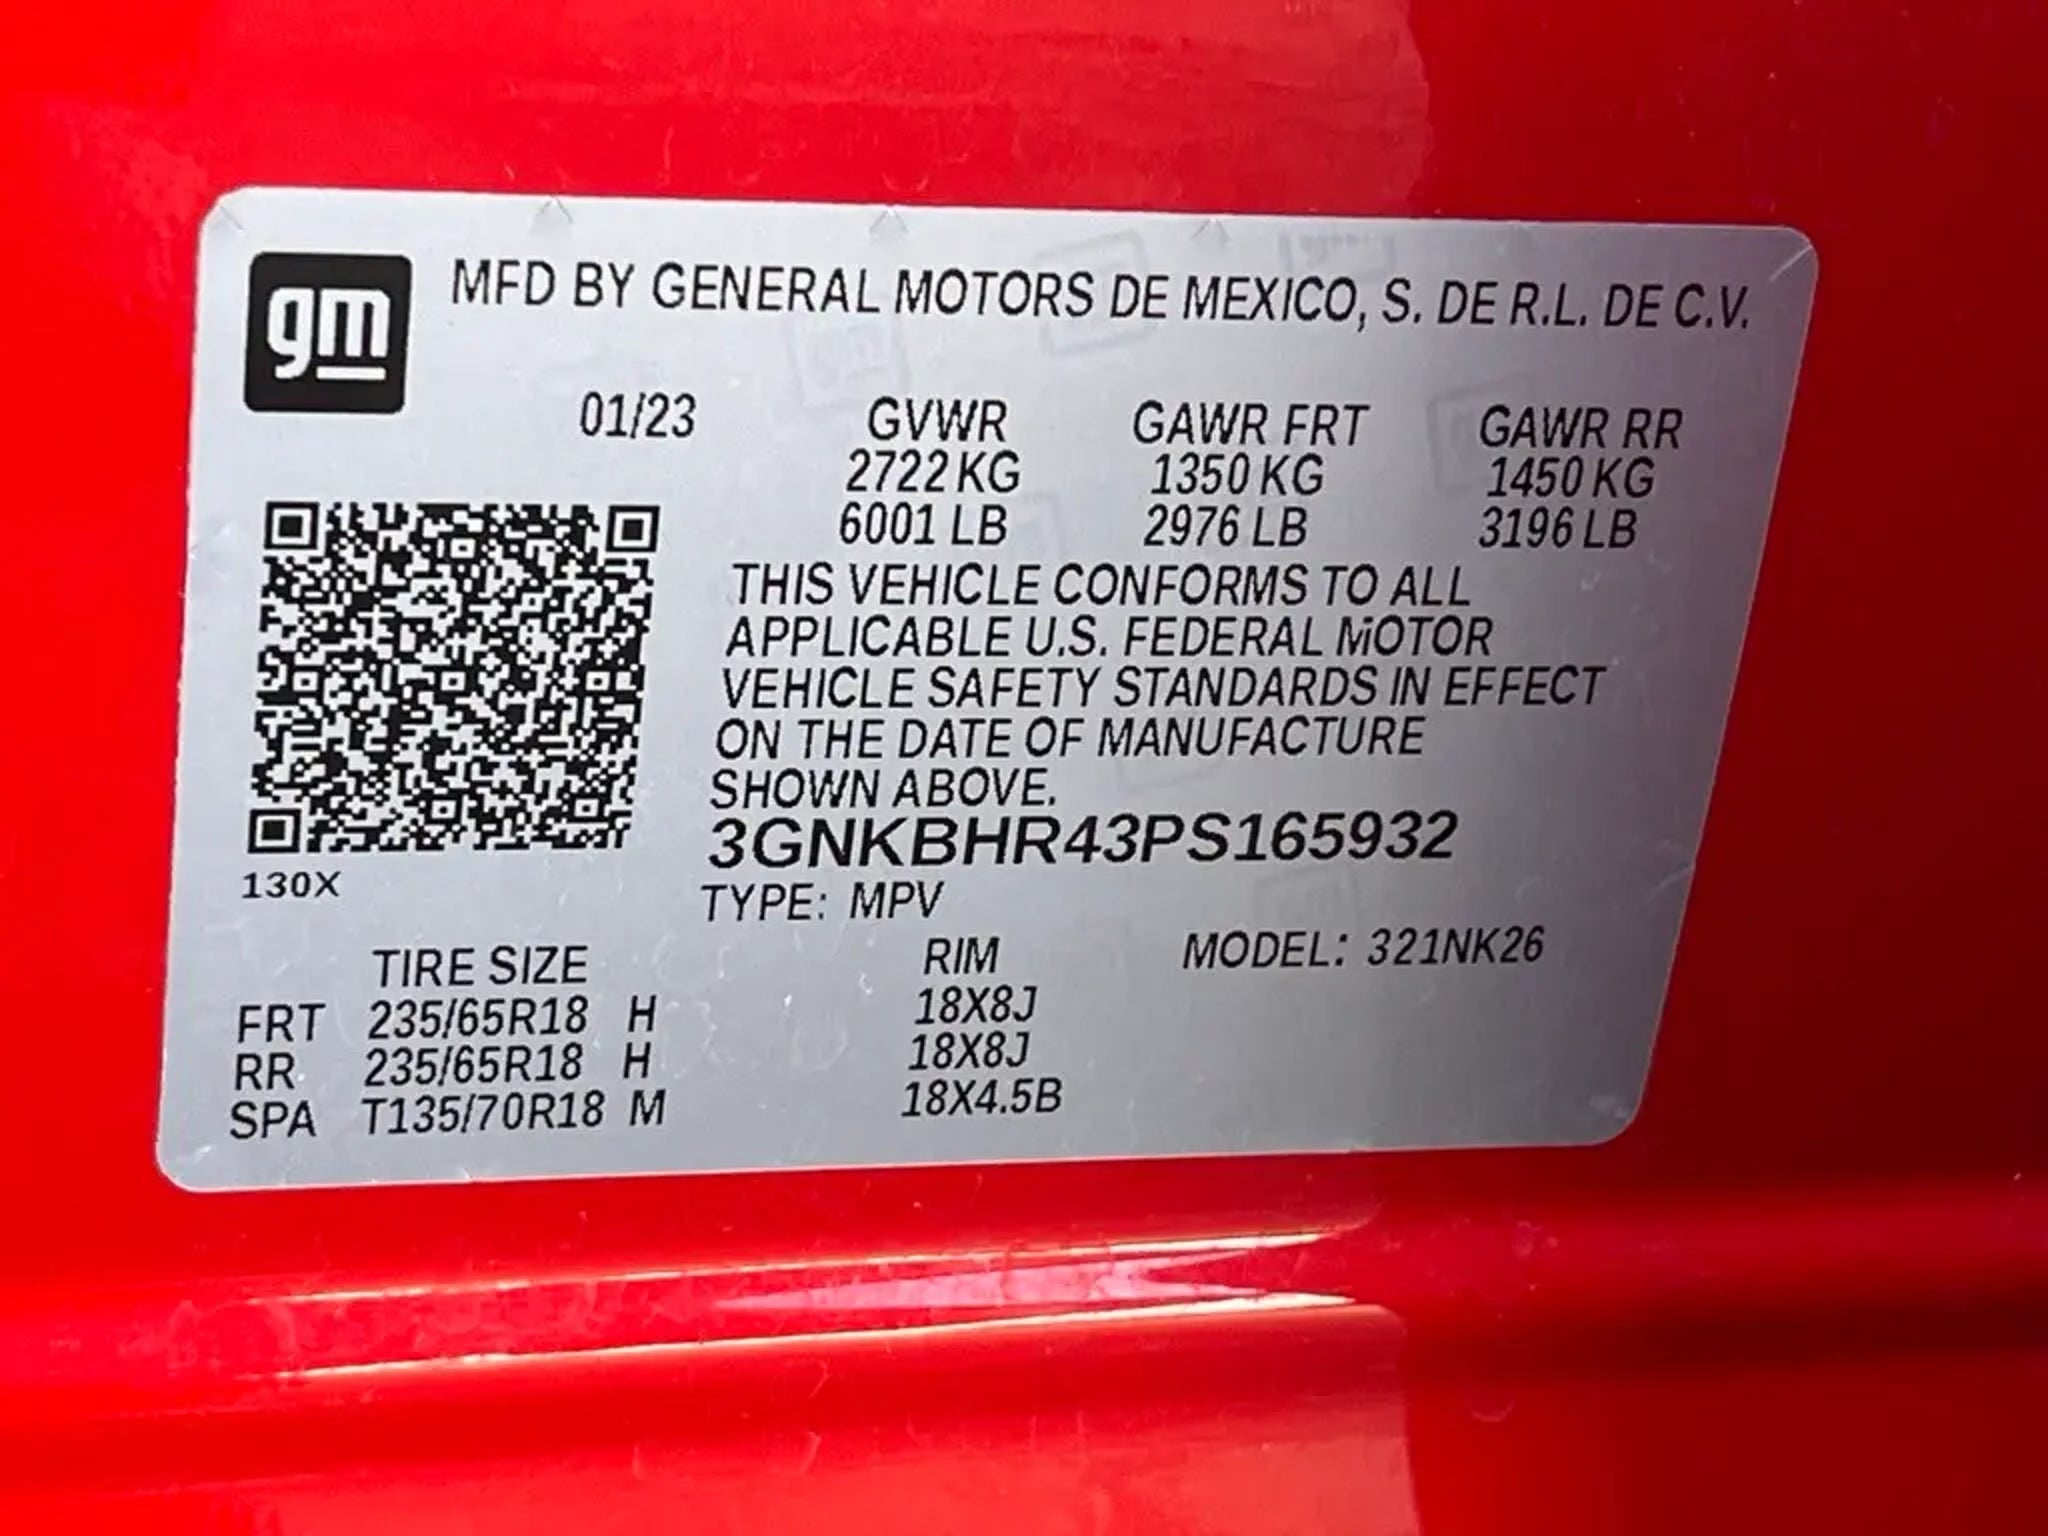 gm
MFD BY GENERAL MOTORS DE MEXICO, S. DE R.L. DE C.V.
01/23 GVWR GAWR FRT GAWR RR
2722 KG 1350 KG 1450 KG
6001 LB 2976 LB 3196 LB
THIS VEHICLE CONFORMS TO ALL
APPLICABLE U.S. FEDERAL MOTOR
VEHICLE SAFETY STANDARDS IN EFFECT
ON THE DATE OF MANUFACTURE
SHOWN ABOVE.
3GNKBHR43PS165932
130X
TYPE: MPV
TIRE SIZE RIM MODEL: 321NK26
FRT 235/65R18 H 18X8J
RR 235/65R18 H 18X8J
SPA T135/70R18 M 18X4.5B